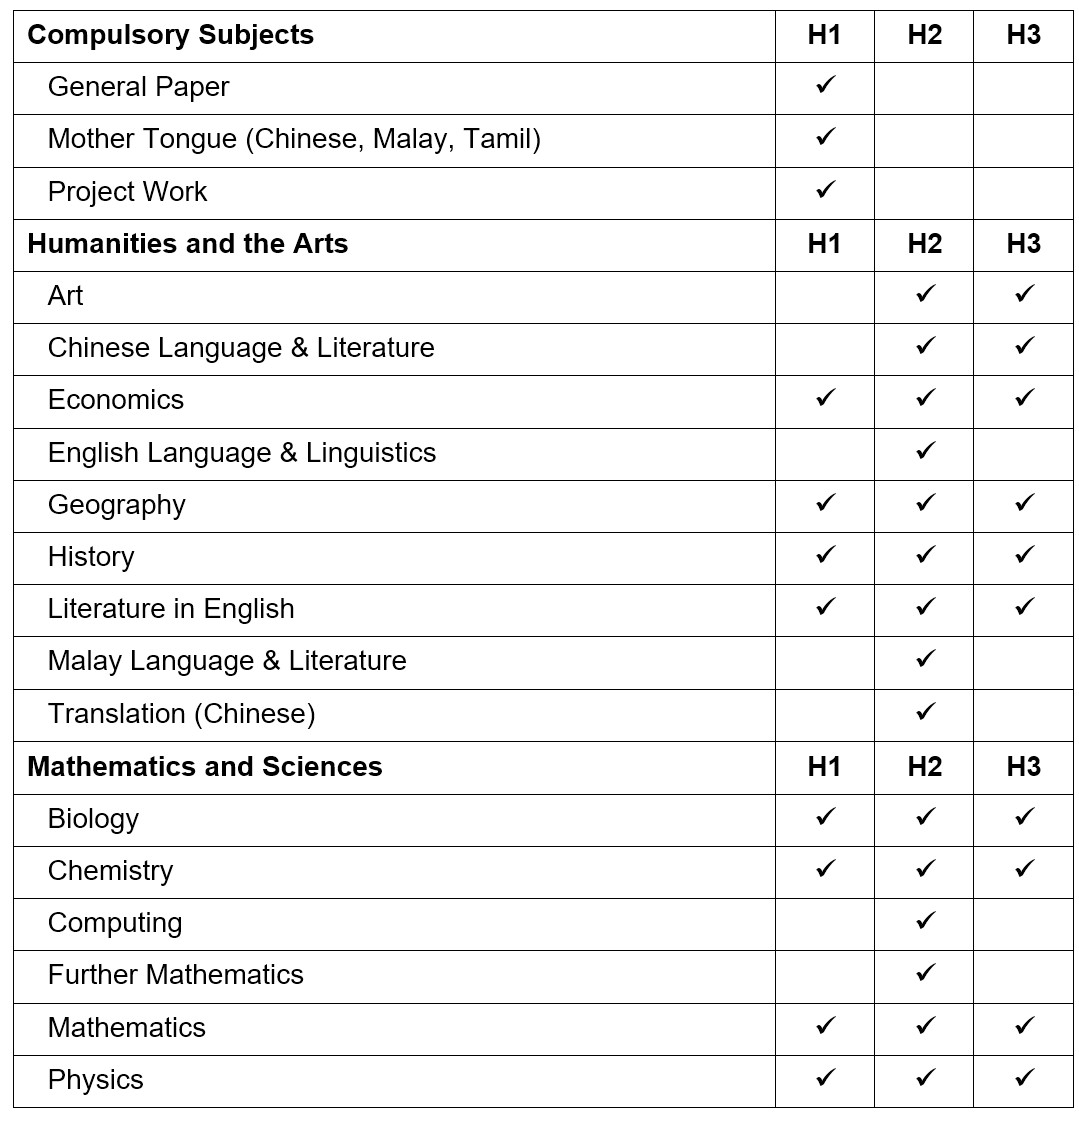 Compulsory Subjects H1 H2 H3
General Paper ✓
Mother Tongue (Chinese, Malay, Tamil) ✓
Project Work ✓
Humanities and the Arts H1 H2 H3
Art ✓ ✓
Chinese Language & Literature ✓ ✓
Economics ✓ ✓ ✓
English Language & Linguistics ✓
Geography ✓ ✓ ✓
History ✓ ✓ ✓
Literature in English ✓ ✓ ✓
Malay Language & Literature ✓
Translation (Chinese) ✓
Mathematics and Sciences H1 H2 H3
Biology ✓ ✓ ✓
Chemistry ✓ ✓ ✓
Computing ✓
Further Mathematics ✓
Mathematics ✓ ✓ ✓
Physics ✓ ✓ ✓